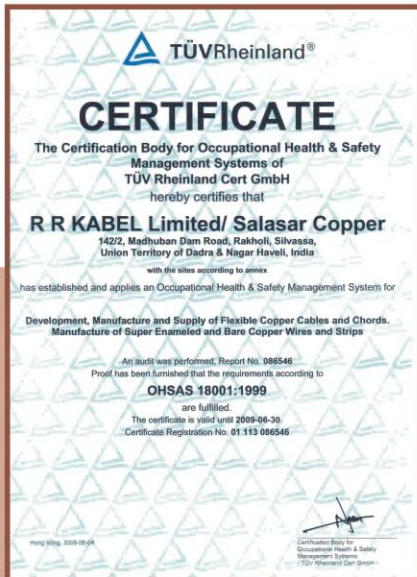 TÜVRheinland®
CERTIFICATE
The Certification Body for Occupational Health & Safety
Management Systems of
TÜV Rheinland Cert GmbH
hereby certifies that
R R KABEL Limited/ Salasar Copper
142/2, Madhuban Dam Road, Rakholi, Silvassa,
Union Territory of Dadra & Nagar Haveli, India
with the sites according to annex
has established and applies an Occupational Health & Safety Management System for
Development, Manufacture and Supply of Flexible Copper Cables and Chords.
Manufacture of Super Enameled and Bare Copper Wires and Strips
An audit was performed, Report No. 086546
Proof has been furnished that the requirements according to
OHSAS 18001:1999
are fulfilled.
The certificate is valid until 2009-06-30.
Certificate Registration No. 01 113 086546
Certification Body for
Occupational Health & Safety
Management Systems
- TÜV Rheinland Cert GmbH -
Hong Kong,